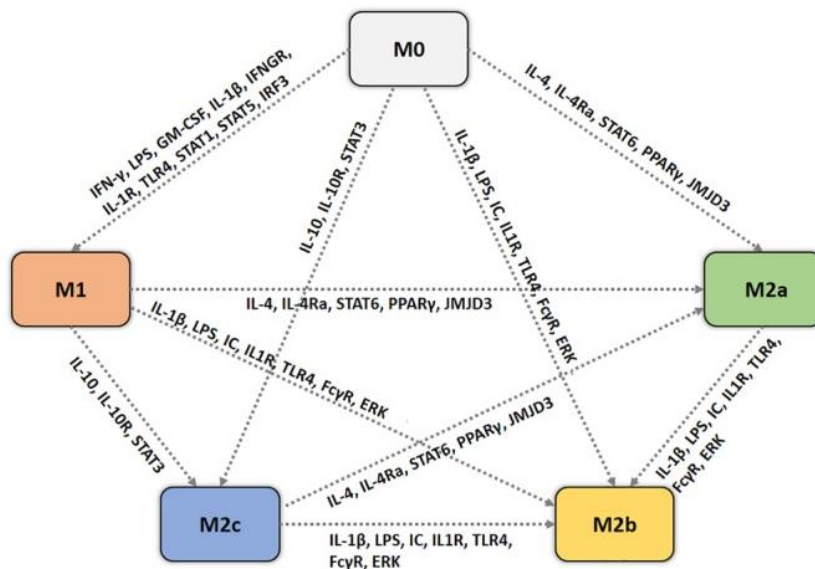 M0
IFN-γ, LPS, GM-CSF, IL-1β, IFNGR,
IL-1R, TLR4, STAT1, STAT5, IRF3
IL-10, IL-10R, STAT3
IL-1β, LPS, IC, IL1R, TLR4, FcγR, ERK
IL-4, IL-4Ra, STAT6, PPARγ, JMJD3
M1
IL-4, IL-4Ra, STAT6, PPARγ, JMJD3
M2a
IL-10, IL-10R, STAT3
IL-1β, LPS, IC, IL1R, TLR4, FcγR, ERK
IL-4, IL-4Ra, STAT6, PPARγ, JMJD3
IL-1β, LPS, IC, IL1R, TLR4,
FcγR, ERK
M2c
IL-1β, LPS, IC, IL1R, TLR4,
FcγR, ERK
M2b